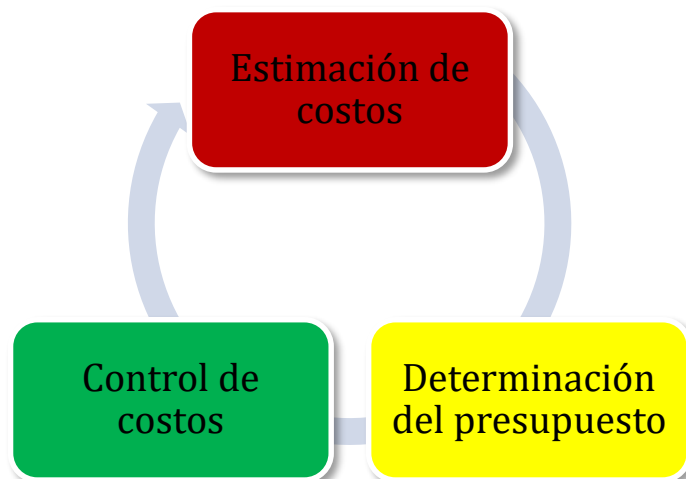 Estimación de
costos
Control de
costos
Determinación
del presupuesto